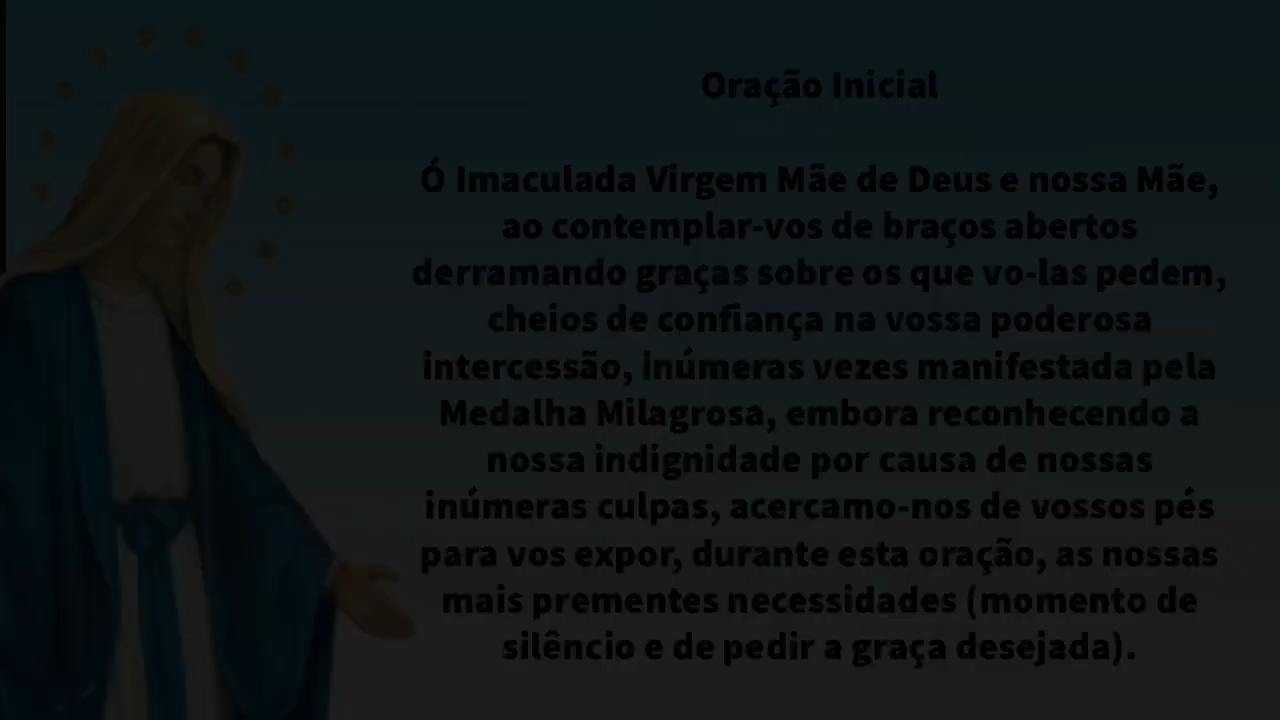 Oração Inicial
Ó Imaculada Virgem Mãe de Deus e nossa Mãe,
ao contemplar-vos de braços abertos
derramando graças sobre os que vo-las pedem,
cheios de confiança na vossa poderosa
intercessão, inúmeras vezes manifestada pela
Medalha Milagrosa, embora reconhecendo a
nossa indignidade por causa de nossas
inúmeras culpas, acercamo-nos de vossos pés
para vos expor, durante esta oração, as nossas
mais prementes necessidades (momento de
silêncio e de pedir a graça desejada).